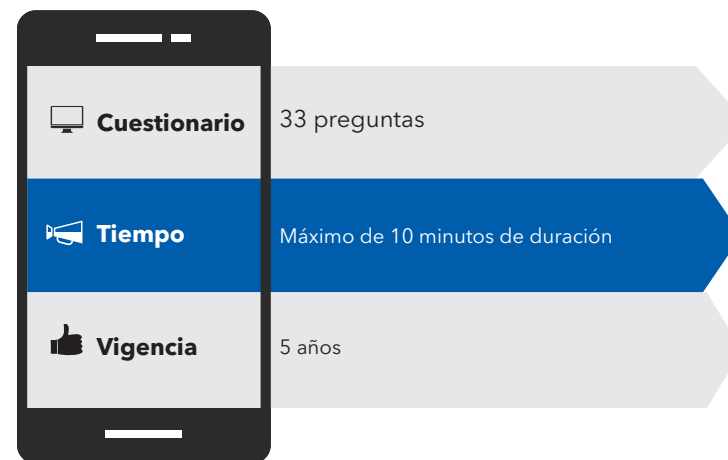 Cuestionario
33 preguntas
Tiempo
Máximo de 10 minutos de duración
Vigencia
5 años